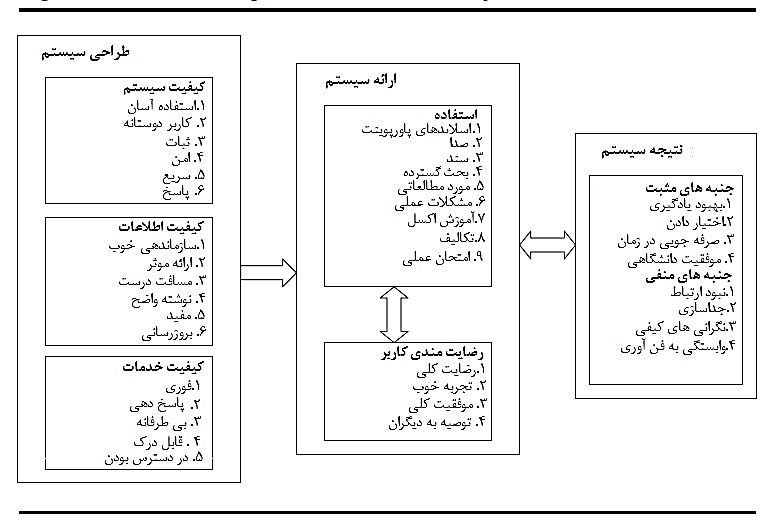 طراحی سیستم
کیفیت سیستم
۱.استفاده آسان
۲. کاربر دوستانه
۳. ثبات
۴. امن
۵. سریع
۶. پاسخ
کیفیت اطلاعات
۱.سازماندهی خوب
۲. ارائه موثر
۳. مسافت درست
۴. نوشته واضح
۵. مفید
۶. بروزرسانی
کیفیت خدمات
۱.فوری
۲. پاسخ دهی
۳. بی طرفانه
۴. قابل درک
۵. در دسترس بودن
ارائه سیستم
استفاده
۱.اسلایدهای پاورپوینت
۲. صدا
۳. سند
۴. بحث گسترده
۵. مورد مطالعاتی
۶. مشکلات عملی
۷.آموزش اکسل
۸.تکالیف
۹. امتحان عملی
رضایت مندی کاربر
۱.رضایت کلی
۲. تجربه خوب
۳. موفقیت کلی
۴. توصیه به دیگران
نتیجه سیستم
جنبه های مثبت
۱.بهبود یادگیری
۲.اختیار دادن
۳. صرفه جویی در زمان
۴. موفقیت دانشگاهی
جنبه های منفی
۱.نبود ارتباط
۲.جداسازی
۳.نگرانی های کیفی
۴.وابستگی به فن آوری